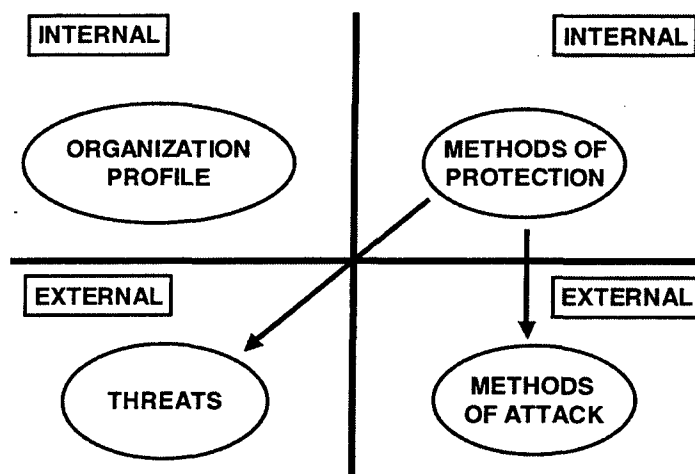 INTERNAL
INTERNAL
ORGANIZATION
PROFILE
METHODS OF
PROTECTION
EXTERNAL
EXTERNAL
THREATS
METHODS
OF ATTACK